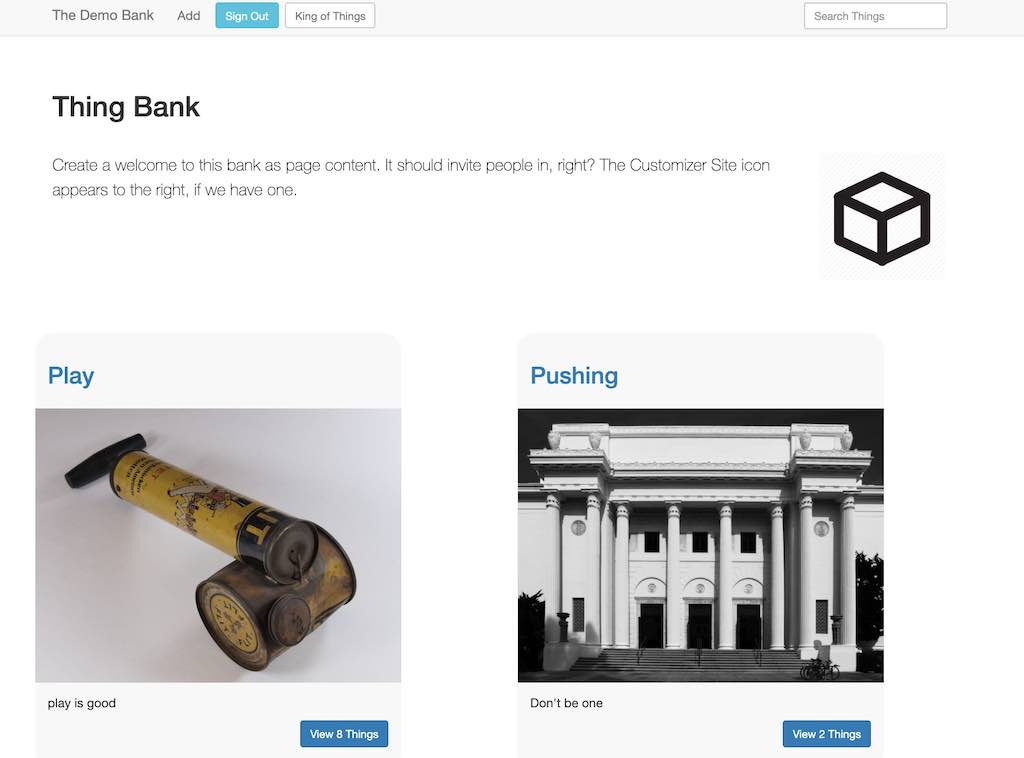 The Demo Bank Add Sign Out King of Things Search Things
Thing Bank
Create a welcome to this bank as page content. It should invite people in, right? The Customizer Site icon
appears to the right, if we have one.
Play
Pushing
play is good
View 8 Things
Don't be one
View 2 Things